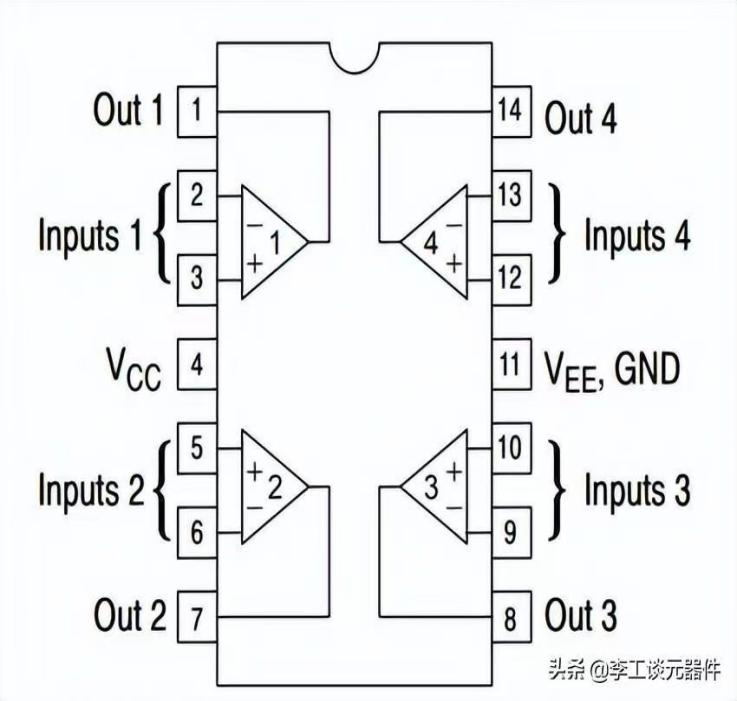 Out 1
1
14
Out 4
Inputs 1
2
3
−
+
1
4
−
+
13
12
Inputs 4
VCC
4
11
VEE, GND
Inputs 2
5
6
+
−
2
3
+
−
10
9
Inputs 3
Out 2
7
8
Out 3
头条 @李工谈元器件